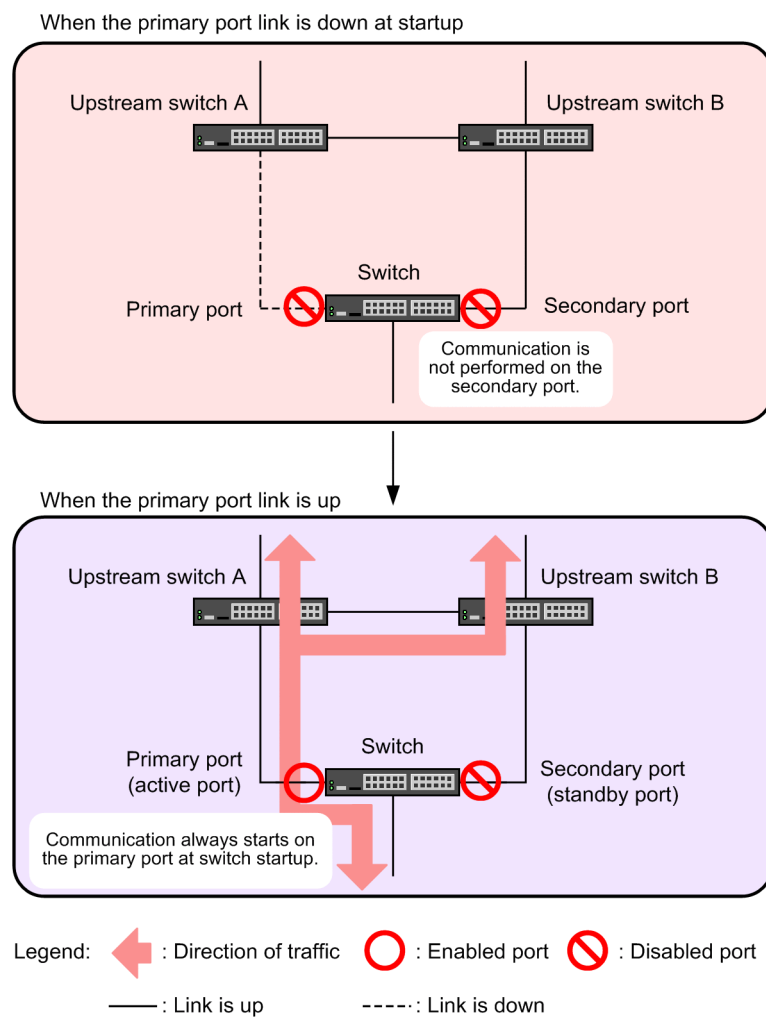 When the primary port link is down at startup
Upstream switch A
Upstream switch B
Switch
Primary port
Secondary port
Communication is
not performed on the
secondary port.
When the primary port link is up
Upstream switch A
Upstream switch B
Switch
Primary port
(active port)
Secondary port
(standby port)
Communication always starts on
the primary port at switch startup.
Legend: : Direction of traffic : Enabled port : Disabled port
: Link is up : Link is down